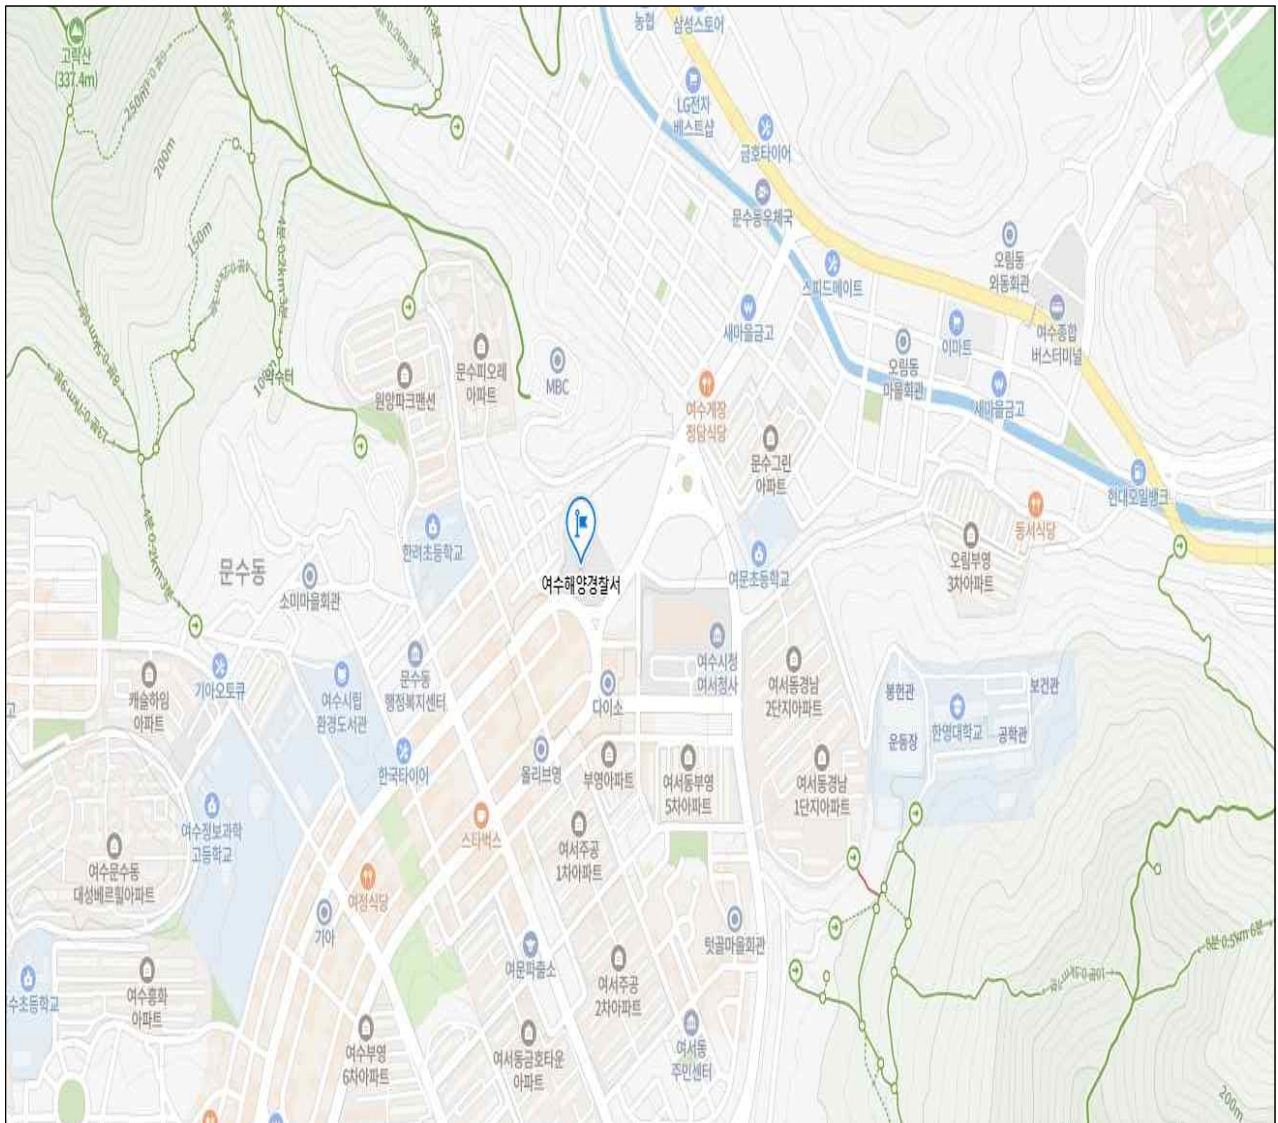 농협
삼성스토어
고락산
(337.4m)
250m
200m
150m
LG전자
베스트샵
금호타이어
문수동우체국
스피드메이트
오림동
외동회관
여수종합
버스터미널
새마을금고
이마트
오림동
마을회관
새마을금고
약수터
원앙파크맨션
문수피오레
아파트
MBC
여수게장
정담식당
문수그린
아파트
현대오일뱅크
동서식당
오림부영
3차아파트
한려초등학교
여수해양경찰서
여문초등학교
문수동
소미마을회관
여수시청
여서청사
캐슬하임
아파트
기아오토큐
여수시립
환경도서관
문수동
행정복지센터
다이소
여서동경남
2단지아파트
봉현관
보건관
한영대학교
운동장
공학관
한국타이어
올리브영
부영아파트
여서동부영
5차아파트
여서동경남
1단지아파트
여수정보과학
고등학교
스타벅스
여서주공
1차아파트
여수문수동
대성베르힐아파트
여정식당
기아
여문파출소
텃골마을회관
여서주공
2차아파트
수초등학교
여수흥화
아파트
여수부영
6차아파트
여서동금호타운
아파트
여서동
주민센터
200m